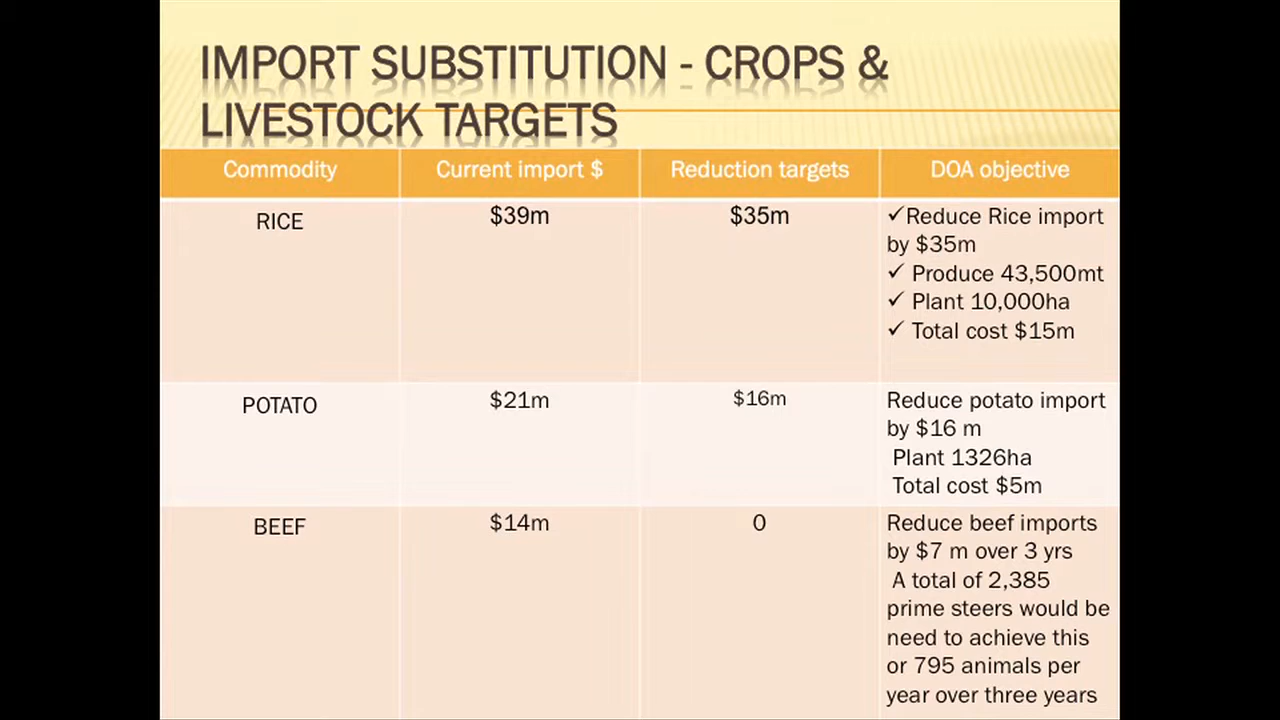 IMPORT SUBSTITUTION - CROPS &
LIVESTOCK TARGETS
Commodity
Current import $
Reduction targets
DOA objective
RICE
$39m
$35m
✓Reduce Rice import
by $35m
✓ Produce 43,500mt
✓ Plant 10,000ha
✓ Total cost $15m
POTATO
$21m
$16m
Reduce potato import
by $16 m
Plant 1326ha
Total cost $5m
BEEF
$14m
0
Reduce beef imports
by $7 m over 3 yrs
A total of 2,385
prime steers would be
need to achieve this
or 795 animals per
year over three years